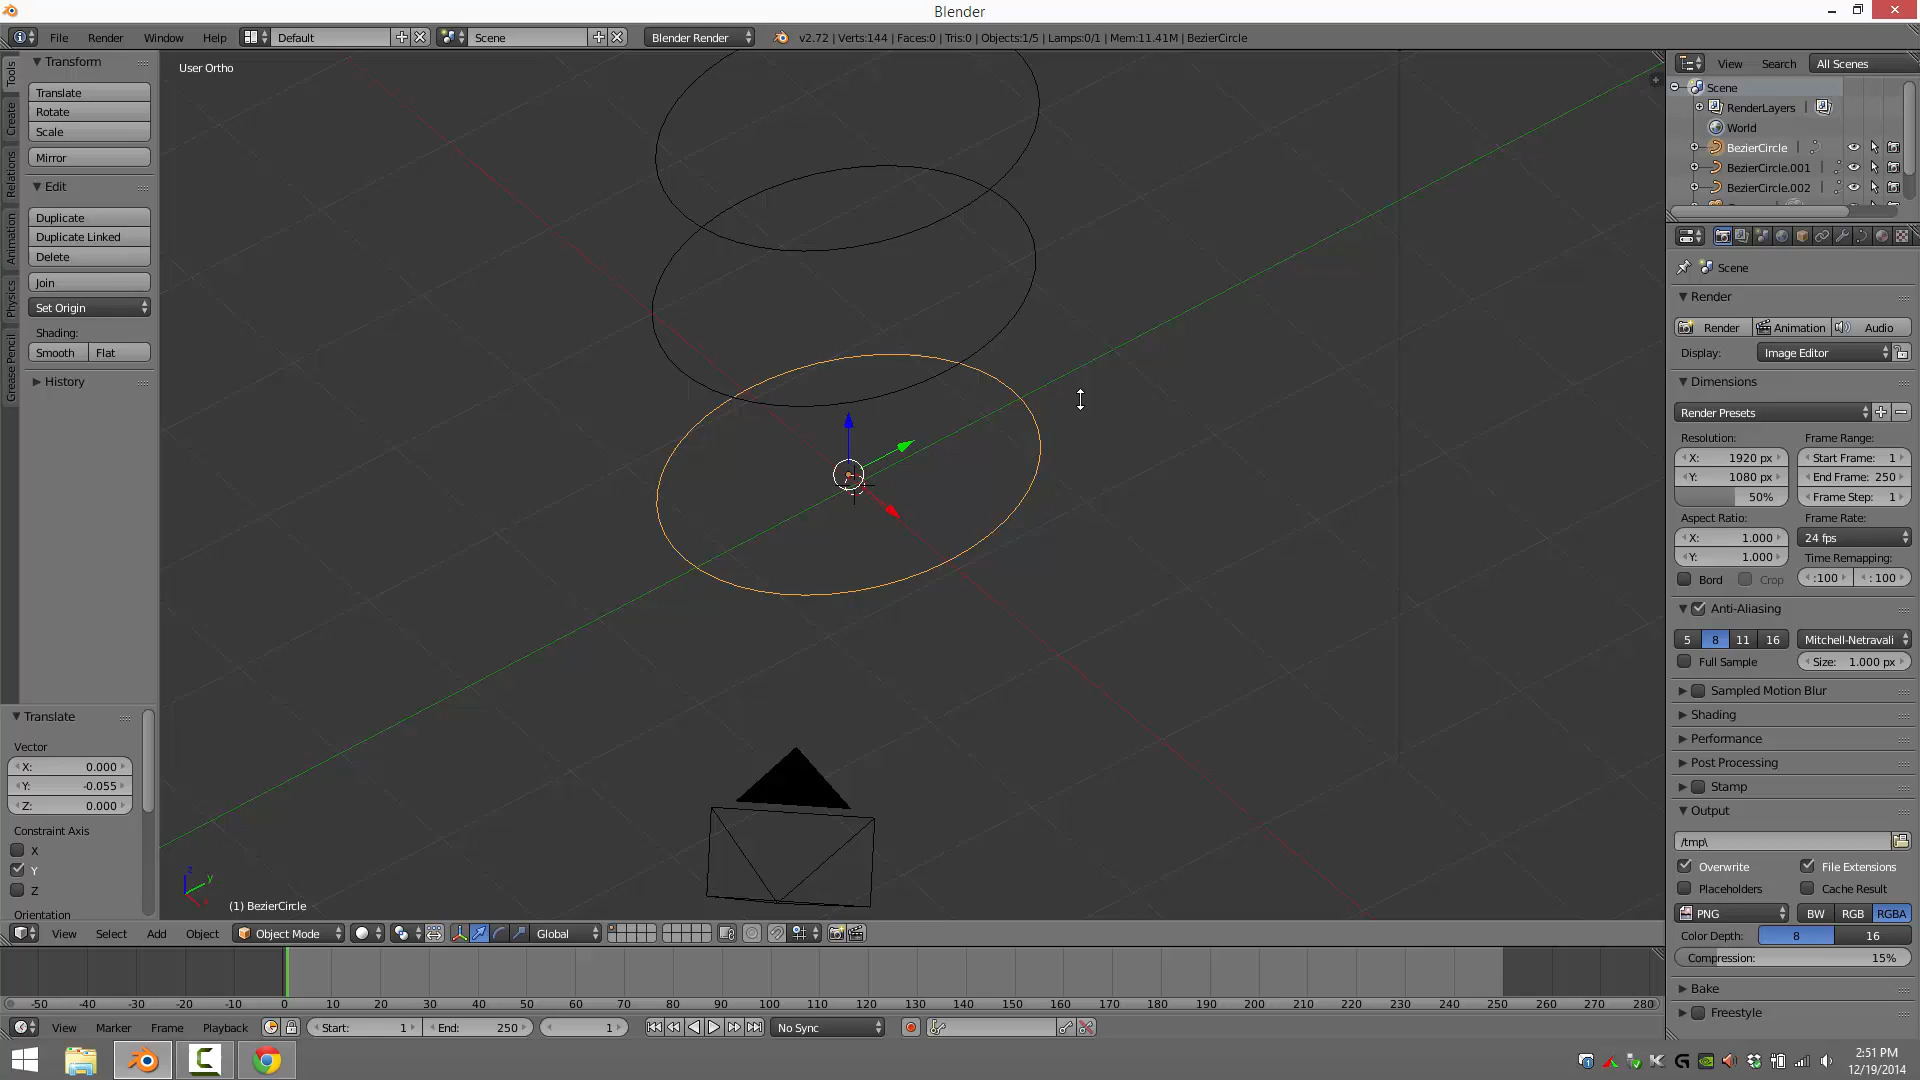 Blender
File Render Window Help Default Scene Blender Render v2.72 | Verts:144 | Faces:0 | Tris:0 | Objects:1/5 | Lamps:0/1 | Mem:11.41M | BezierCircle
Tools
Create
Relations
Animation
Physics
Grease Pencil
Transform
Translate
Rotate
Scale
Mirror
Edit
Duplicate
Duplicate Linked
Delete
Join
Set Origin
Shading:
Smooth Flat
History
Translate
Vector
X: 0.000
Y: -0.055
Z: 0.000
Constraint Axis
X
Y
Z
Orientation
User Ortho
z
y
(1) BezierCircle
View Select Add Object Object Mode Global
View Search All Scenes
Scene
RenderLayers
World
BezierCircle
BezierCircle.001
BezierCircle.002
Scene
Render
Render Animation Audio
Display: Image Editor
Dimensions
Render Presets
Resolution: Frame Range:
X: 1920 px Start Frame: 1
Y: 1080 px End Frame: 250
50% Frame Step: 1
Aspect Ratio: Frame Rate:
X: 1.000 24 fps
Y: 1.000 Time Remapping:
Bord Crop :100 : 100
Anti-Aliasing
5 8 11 16 Mitchell-Netravali
Full Sample Size: 1.000 px
Sampled Motion Blur
Shading
Performance
Post Processing
Stamp
Output
/tmp\
Overwrite File Extensions
Placeholders Cache Result
PNG BW RGB RGBA
Color Depth: 8 16
Compression: 15%
Bake
Freestyle
-50 -40 -30 -20 -10 0 10 20 30 40 50 60 70 80 90 100 110 120 130 140 150 160 170 180 190 200 210 220 230 240 250 260 270 280
View Marker Frame Playback Start: 1 End: 250 1 No Sync
2:51 PM
12/19/2014